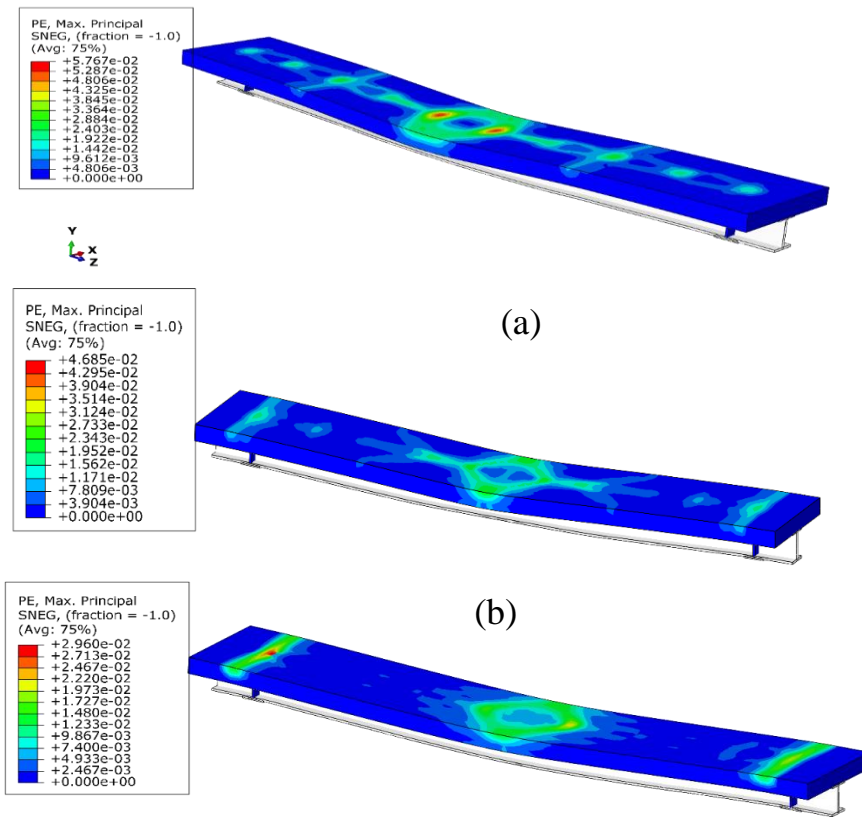 PE, Max. Principal
SNEG, (fraction = -1.0)
(Avg: 75%)
+5.767e-02
+5.287e-02
+4.806e-02
+4.325e-02
+3.845e-02
+3.364e-02
+2.884e-02
+2.403e-02
+1.922e-02
+1.442e-02
+9.612e-03
+4.806e-03
+0.000e+00
Y
X
Z
(a)
PE, Max. Principal
SNEG, (fraction = -1.0)
(Avg: 75%)
+4.685e-02
+4.295e-02
+3.904e-02
+3.514e-02
+3.124e-02
+2.733e-02
+2.343e-02
+1.952e-02
+1.562e-02
+1.171e-02
+7.809e-03
+3.904e-03
+0.000e+00
(b)
PE, Max. Principal
SNEG, (fraction = -1.0)
(Avg: 75%)
+2.960e-02
+2.713e-02
+2.467e-02
+2.220e-02
+1.973e-02
+1.727e-02
+1.480e-02
+1.233e-02
+9.867e-03
+7.400e-03
+4.933e-03
+2.467e-03
+0.000e+00